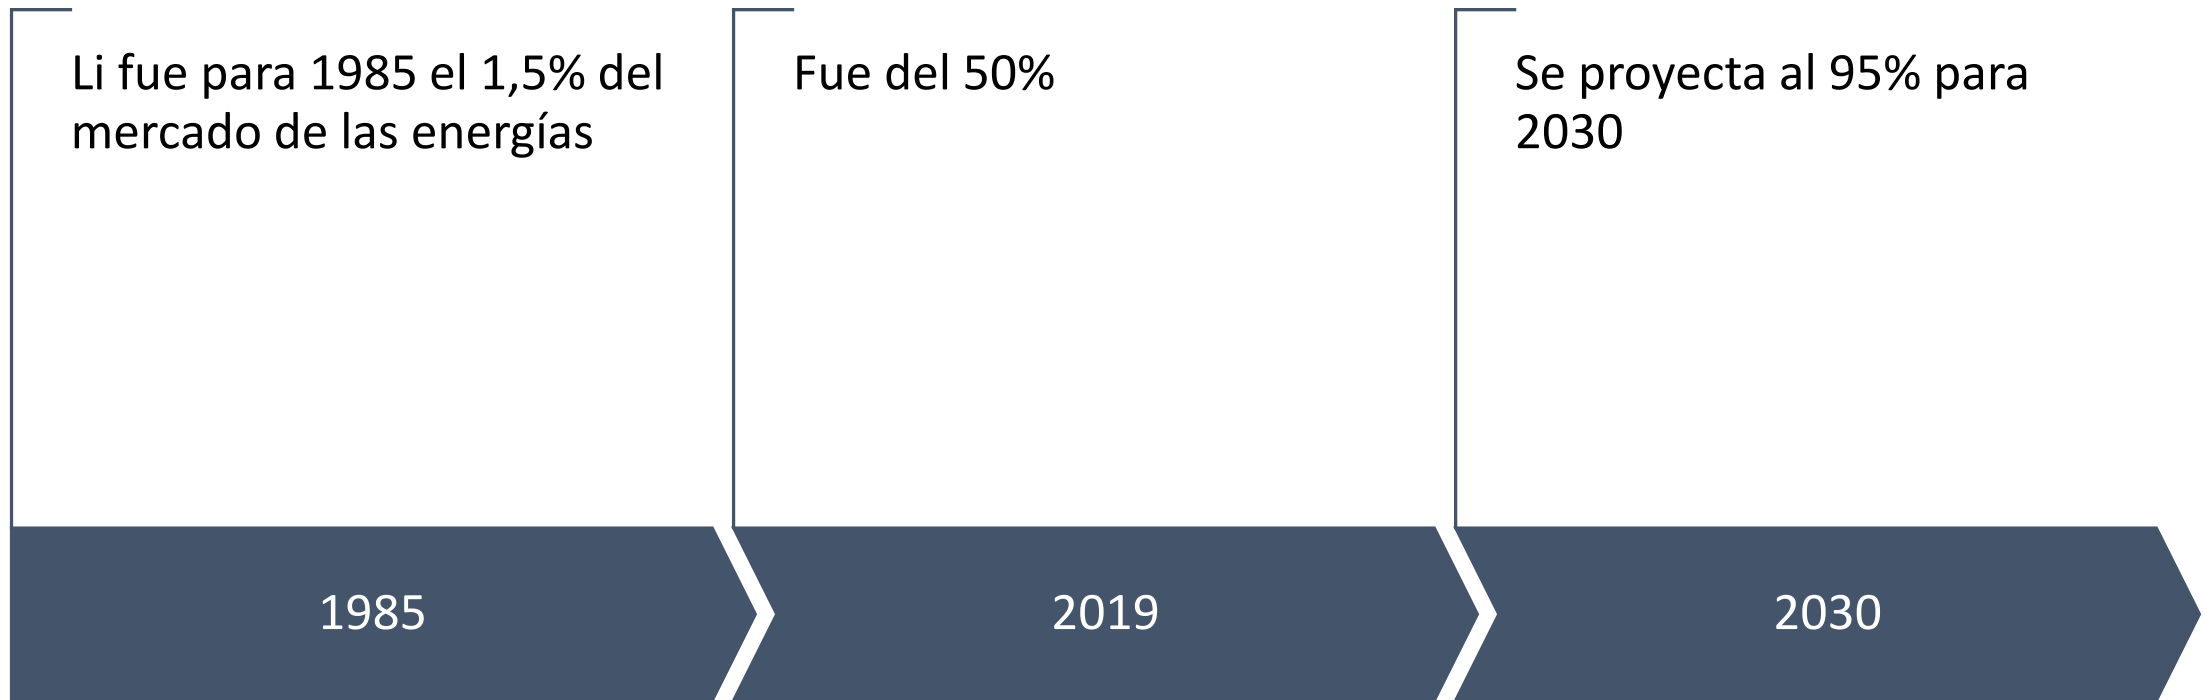 Li fue para 1985 el 1,5% del
mercado de las energías
Fue del 50%
Se proyecta al 95% para
2030
1985
2019
2030